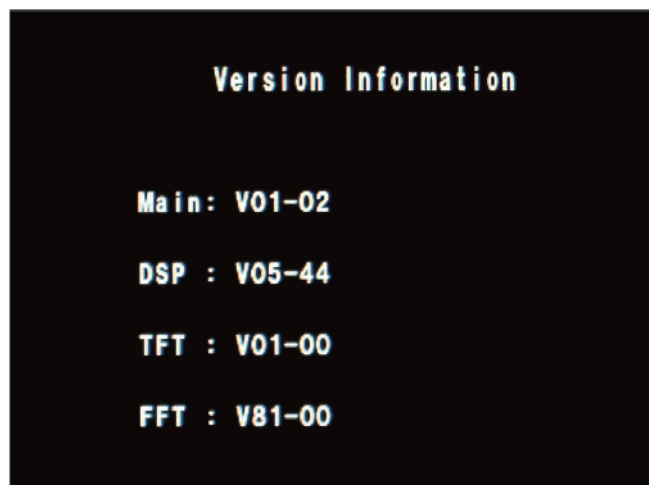 Version Information
Main: V01-02
DSP : V05-44
TFT : V01-00
FFT : V81-00